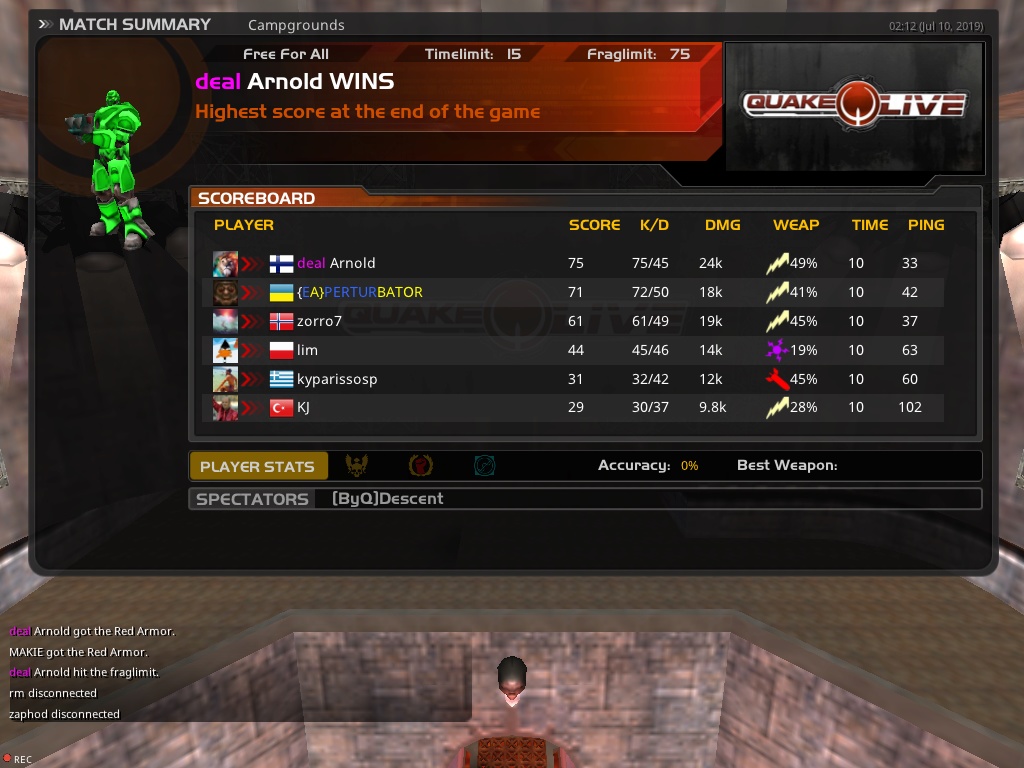 MATCH SUMMARY Campgrounds 02:12 (Jul 10, 2019)
Free For All Timelimit: 15 Fraglimit: 75
deal Arnold WINS
Highest score at the end of the game
QUAKE LIVE
SCOREBOARD
PLAYER SCORE K/D DMG WEAP TIME PING
deal Arnold 75 75/45 24k 49% 10 33
{EA}PERTURBATOR 71 72/50 18k 41% 10 42
zorro7 61 61/49 19k 45% 10 37
lim 44 45/46 14k 19% 10 63
kyparissosp 31 32/42 12k 45% 10 60
KJ 29 30/37 9.8k 28% 10 102
QUAKE LIVE
PLAYER STATS Accuracy: 0% Best Weapon:
SPECTATORS [ByQ]Descent
deal Arnold got the Red Armor.
MAKIE got the Red Armor.
deal Arnold hit the fraglimit.
rm disconnected
zaphod disconnected
REC